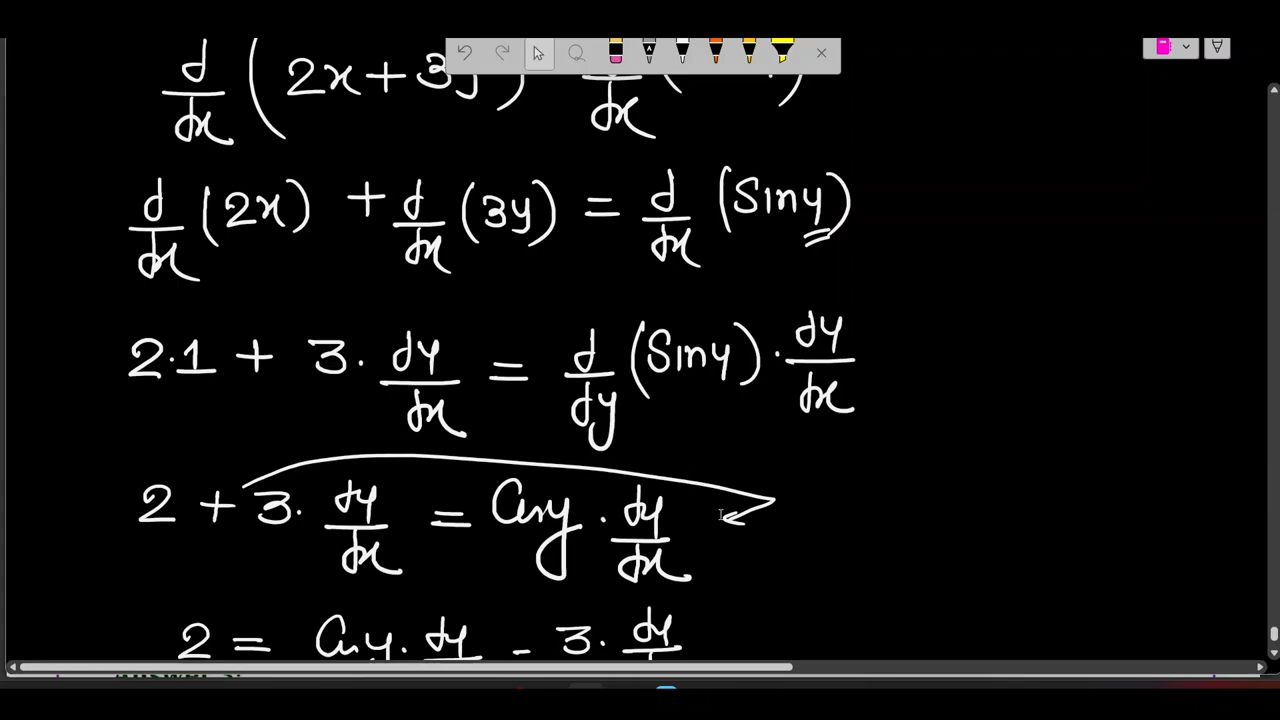 d/dx (2x + 3y) d/dx (
d/dx (2x) + d/dx (3y) = d/dx (Siny)
2·1 + 3· dy/dx = d/dy (Siny) · dy/dx
2 + 3· dy/dx = Cosy · dy/dx
2 = Cosy · dy - 3· dy